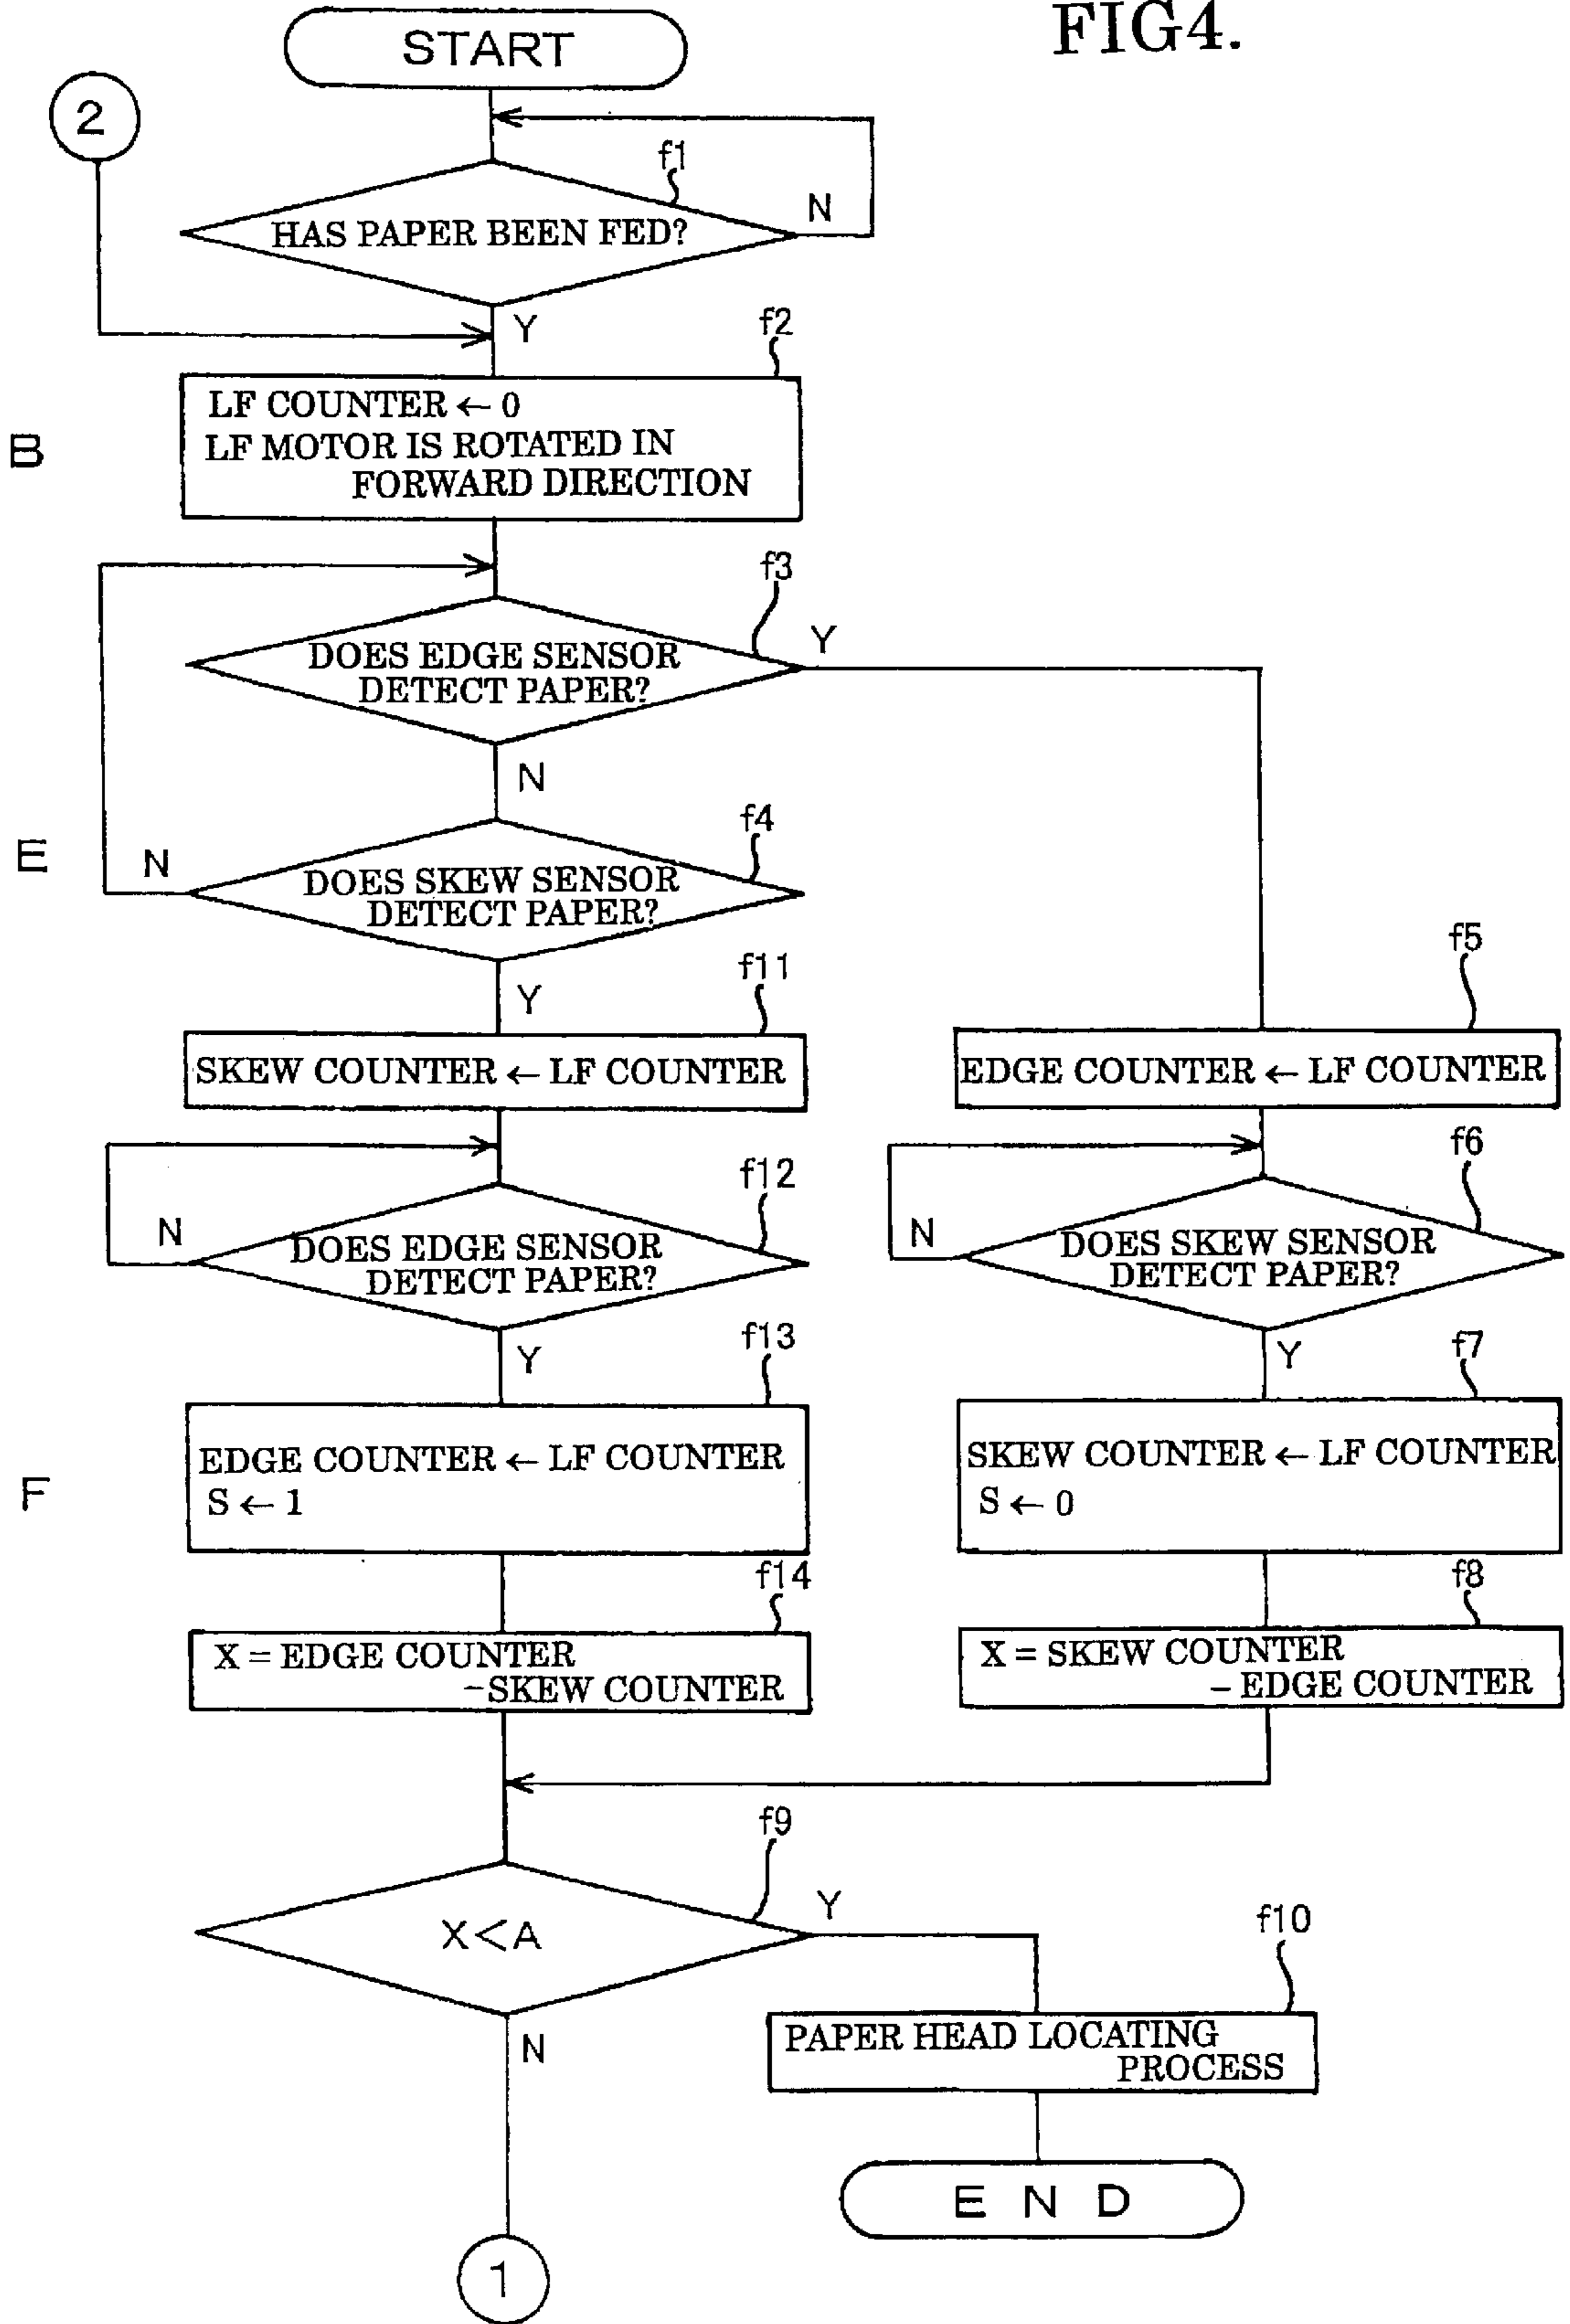 FIG4.
START
2
f1
HAS PAPER BEEN FED?
N
Y
f2
LF COUNTER ← 0
LF MOTOR IS ROTATED IN
FORWARD DIRECTION
B
f3
DOES EDGE SENSOR
DETECT PAPER?
Y
N
f4
E
N
DOES SKEW SENSOR
DETECT PAPER?
Y
f11
SKEW COUNTER ← LF COUNTER
f5
EDGE COUNTER ← LF COUNTER
f12
N
DOES EDGE SENSOR
DETECT PAPER?
Y
f6
N
DOES SKEW SENSOR
DETECT PAPER?
Y
f13
EDGE COUNTER ← LF COUNTER
S ← 1
f7
SKEW COUNTER ← LF COUNTER
S ← 0
F
f14
X = EDGE COUNTER
-SKEW COUNTER
f8
X = SKEW COUNTER
- EDGE COUNTER
f9
X<A
Y
N
f10
PAPER HEAD LOCATING
PROCESS
E N D
1